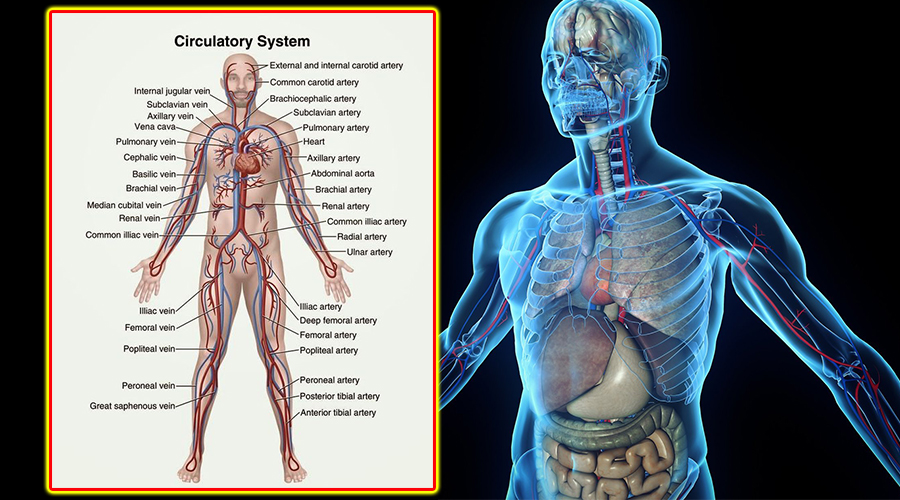 Circulatory System
External and internal carotid artery
Common carotid artery
Internal jugular vein
Brachiocephalic artery
Subclavian vein
Subclavian artery
Axillary vein
Vena cava
Pulmonary artery
Pulmonary vein
Heart
Cephalic vein
Axillary artery
Basilic vein
Abdominal aorta
Brachial vein
Brachial artery
Median cubital vein
Renal artery
Renal vein
Common illiac artery
Common illiac vein
Radial artery
Ulnar artery
Illiac vein
Illiac artery
Deep femoral artery
Femoral vein
Femoral artery
Popliteal vein
Popliteal artery
Peroneal vein
Peroneal artery
Posterior tibial artery
Great saphenous vein
Anterior tibial artery